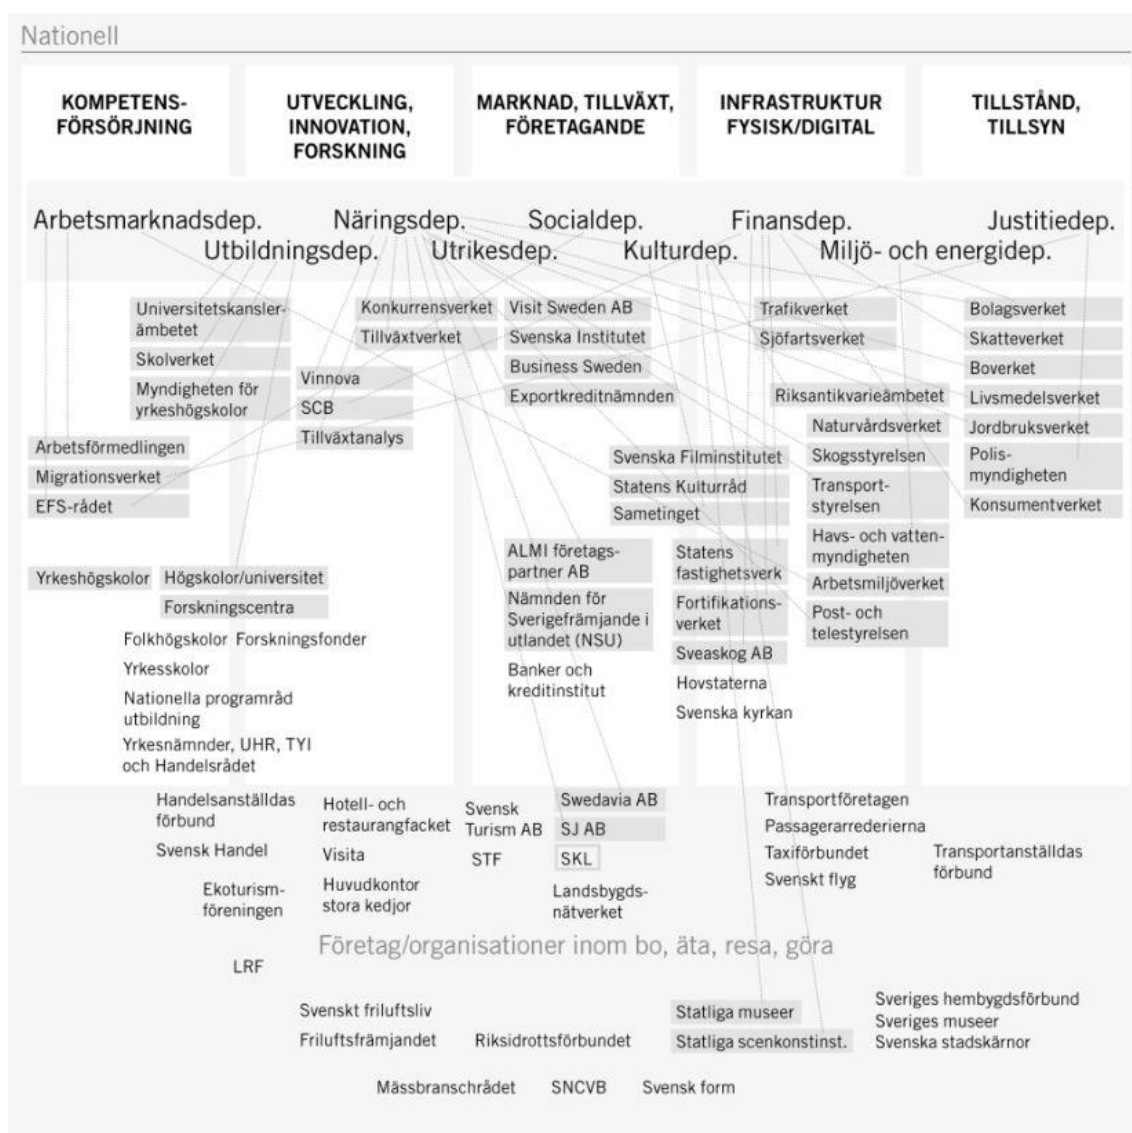 Nationell
KOMPETENS-
FÖRSÖRJNING
UTVECKLING,
INNOVATION,
FORSKNING
MARKNAD, TILLVÄXT,
FÖRETAGANDE
INFRASTRUKTUR
FYSISK/DIGITAL
TILLSTÅND,
TILLSYN
Arbetsmarknadsdep.
Näringsdep.
Socialdep.
Finansdep.
Justitiedep.
Utbildningsdep.
Utrikesdep.
Kulturdep.
Miljö- och energidep.
Universitetskansler-
ämbetet
Skolverket
Myndigheten för
yrkeshögskolor
Arbetsförmedlingen
Migrationsverket
EFS-rådet
Konkurrensverket
Tillväxtverket
Vinnova
SCB
Tillväxtanalys
Visit Sweden AB
Svenska Institutet
Business Sweden
Exportkreditnämnden
Trafikverket
Sjöfartsverket
Riksantikvarieämbetet
Naturvårdsverket
Skogsstyrelsen
Transport-
styrelsen
Havs- och vatten-
myndigheten
Arbetsmiljöverket
Post- och
telestyrelsen
Bolagsverket
Skatteverket
Boverket
Livsmedelsverket
Jordbruksverket
Polis-
myndigheten
Konsumentverket
Svenska Filminstitutet
Statens Kulturråd
Sametinget
Yrkeshögskolor
Högskolor/universitet
Forskningscentra
Folkhögskolor
Forskningsfonder
Yrkesskolor
Nationella programråd
utbildning
Yrkesnämnder, UHR, TYI
och Handelsrådet
ALMI företags-
partner AB
Nämnden för
Sverigefrämjande i
utlandet (NSU)
Banker och
kreditinstitut
Statens
fastighetsverk
Fortifikations-
verket
Sveaskog AB
Hovstaterna
Svenska kyrkan
Handelsanställdas
förbund
Svensk Handel
Ekoturism-
föreningen
LRF
Hotell- och
restaurangfacket
Visita
Huvudkontor
stora kedjor
Svensk
Turism AB
STF
Swedavia AB
SJ AB
SKL
Landsbygds-
nätverket
Transportföretagen
Passagerarrederierna
Taxiförbundet
Svenskt flyg
Transportanställdas
förbund
Företag/organisationer inom bo, äta, resa, göra
Svenskt friluftsliv
Friluftsfrämjandet
Riksidrottsförbundet
Statliga museer
Statliga scenkonstinst.
Sveriges hembygdsförbund
Sveriges museer
Svenska stadskärnor
Mässbranschrådet
SNCVB
Svensk form